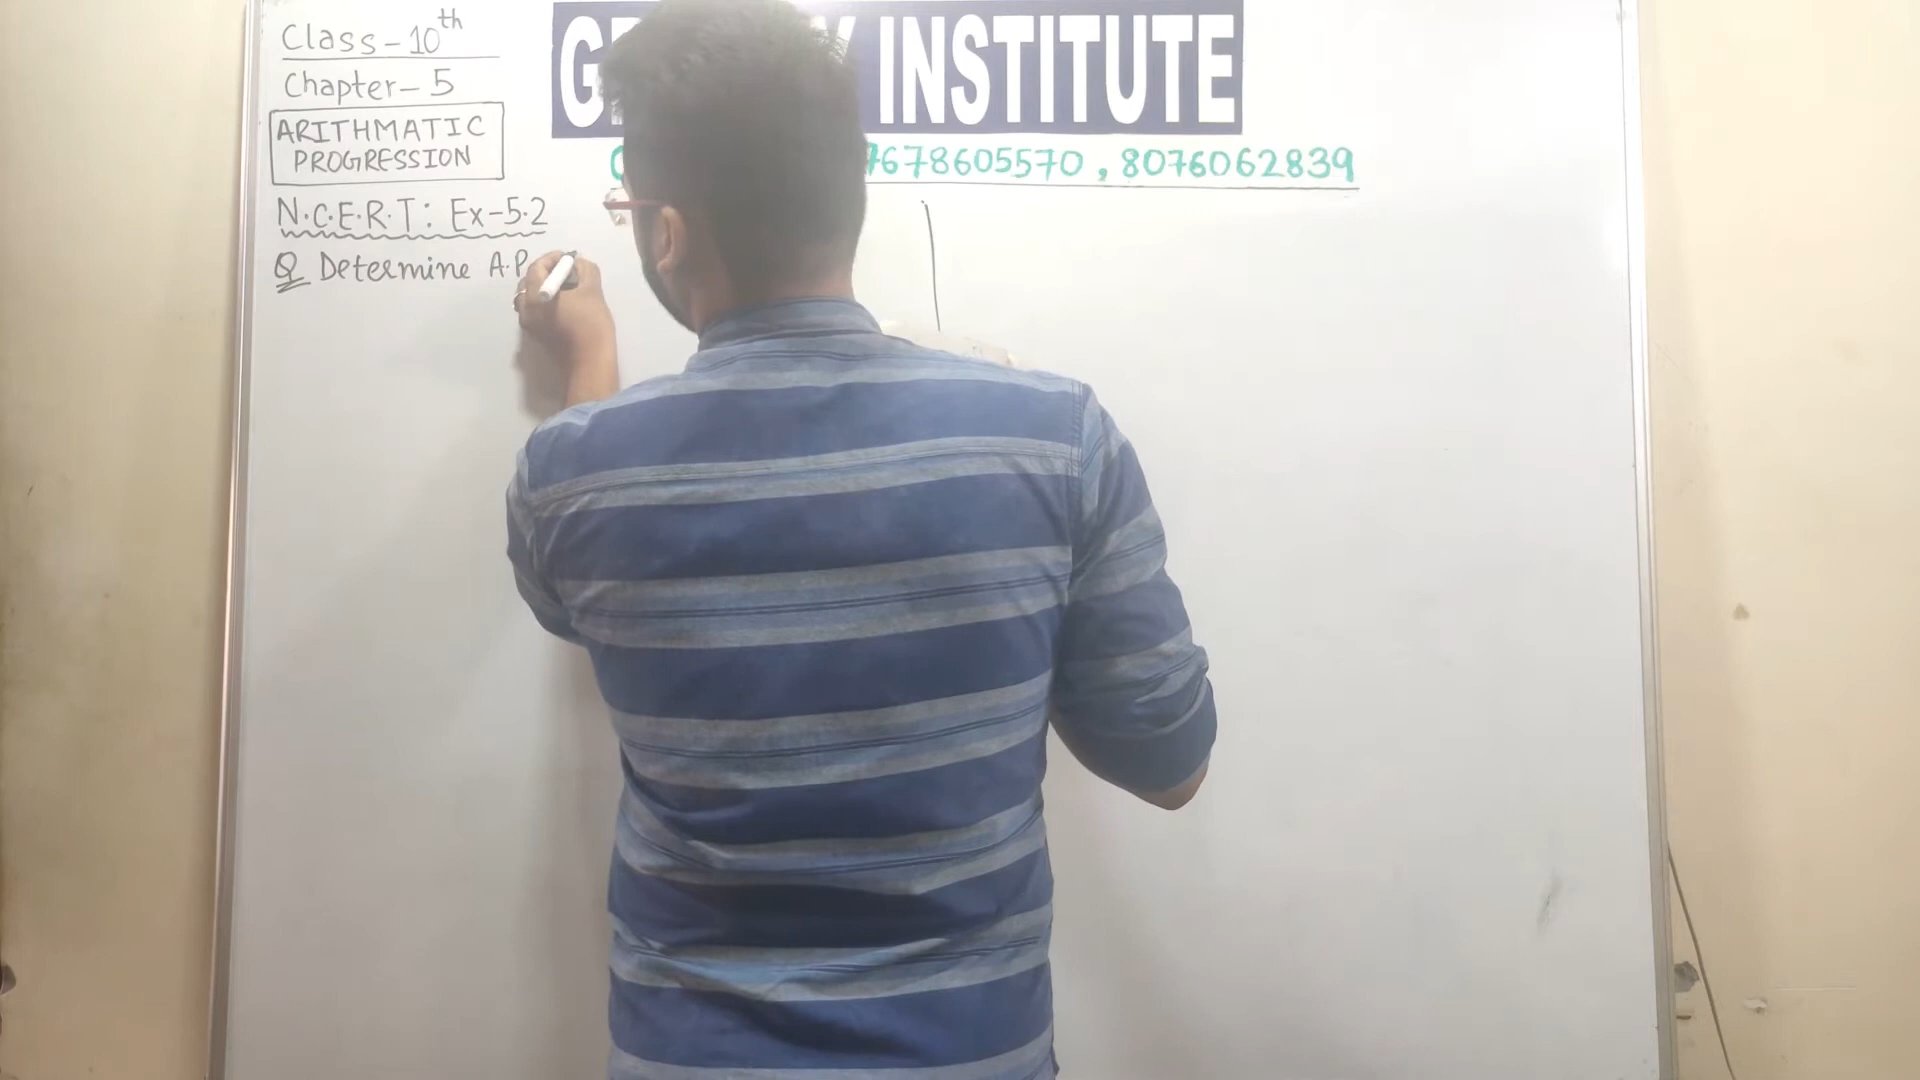 Class-10th
Chapter-5
ARITHMATIC
PROGRESSION
INSTITUTE
7678605570, 8076062839
N.C.E.R.T: Ex-5.2
Q Determine A.P